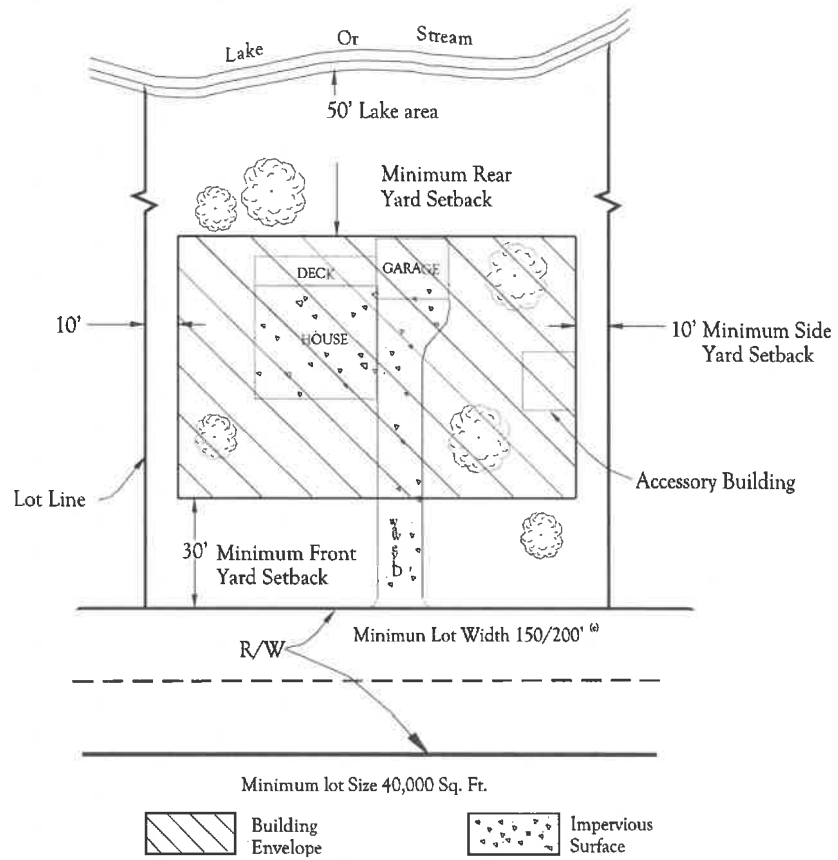 Lake Or Stream
50' Lake area
Minimum Rear
Yard Setback
DECK
GARAGE
HOUSE
10'
10' Minimum Side
Yard Setback
Accessory Building
Lot Line
30' Minimum Front
Yard Setback
Minimun Lot Width 150/200' (e)
R/W
Minimum lot Size 40,000 Sq. Ft.
Building
Envelope
Impervious
Surface